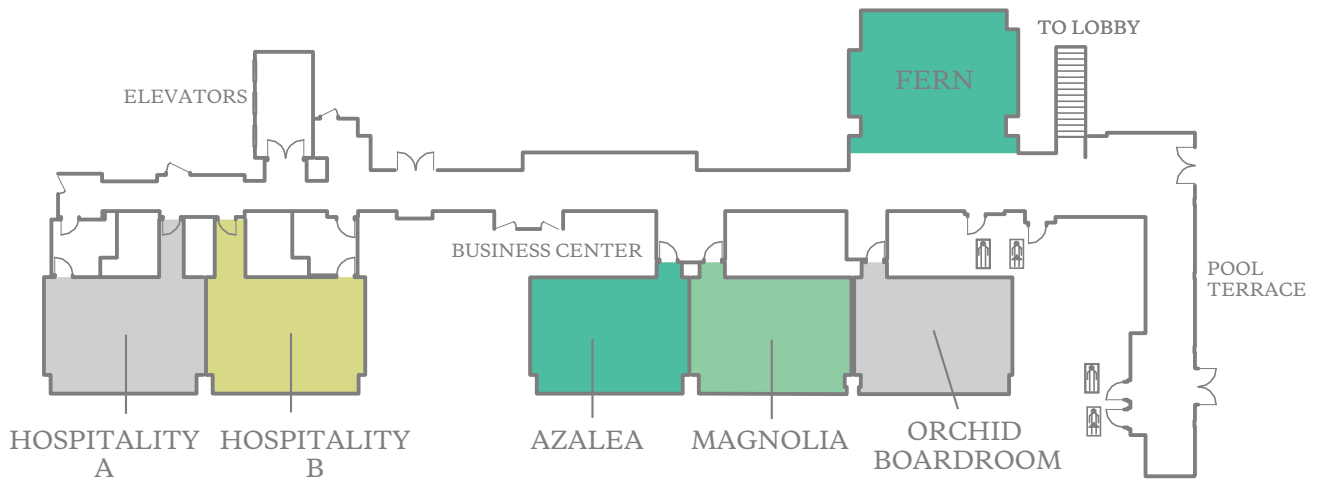 TO LOBBY
FERN
ELEVATORS
BUSINESS CENTER
POOL
TERRACE
HOSPITALITY
A
HOSPITALITY
B
AZALEA
MAGNOLIA
ORCHID
BOARDROOM